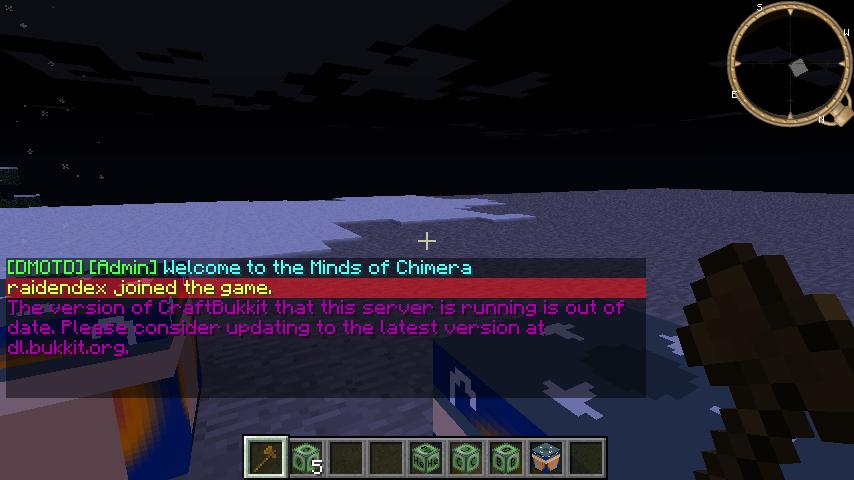 S
W
E
N
[DMOTD] [Admin] Welcome to the Minds of Chimera
raidendex joined the game.
The version of CraftBukkit that this server is running is out of
date. Please consider updating to the latest version at
dl.bukkit.org.
5